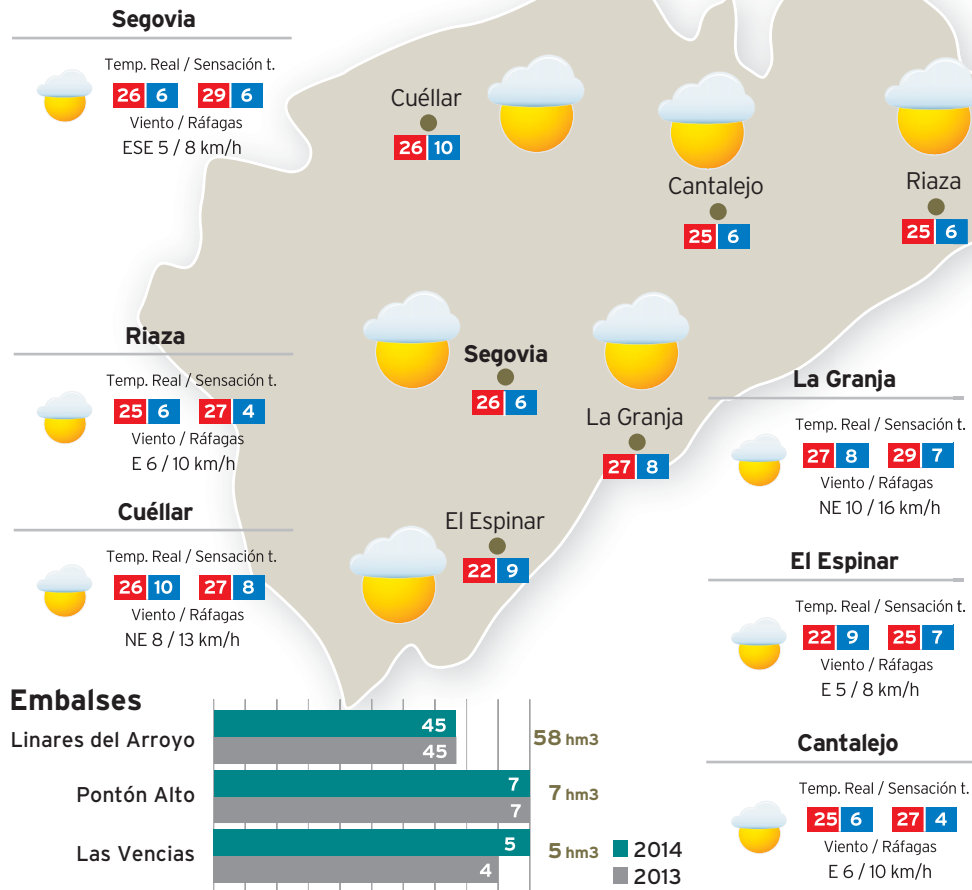 Segovia
Temp. Real / Sensación t.
26 6 29 6
Viento / Ráfagas
ESE 5 / 8 km/h
Cuéllar
26 10
Cantalejo
25 6
Riaza
25 6
Segovia
26 6
La Granja
27 8
El Espinar
22 9
Riaza
Temp. Real / Sensación t.
25 6 27 4
Viento / Ráfagas
E 6 / 10 km/h
Cuéllar
Temp. Real / Sensación t.
26 10 27 8
Viento / Ráfagas
NE 8 / 13 km/h
La Granja
Temp. Real / Sensación t.
27 8 29 7
Viento / Ráfagas
NE 10 / 16 km/h
El Espinar
Temp. Real / Sensación t.
22 9 25 7
Viento / Ráfagas
E 5 / 8 km/h
Cantalejo
Temp. Real / Sensación t.
25 6 27 4
Viento / Ráfagas
E 6 / 10 km/h
Embalses
Linares del Arroyo
45
45
58 hm3
Pontón Alto
7
7
7 hm3
Las Vencias
5
4
5 hm3
2014
2013